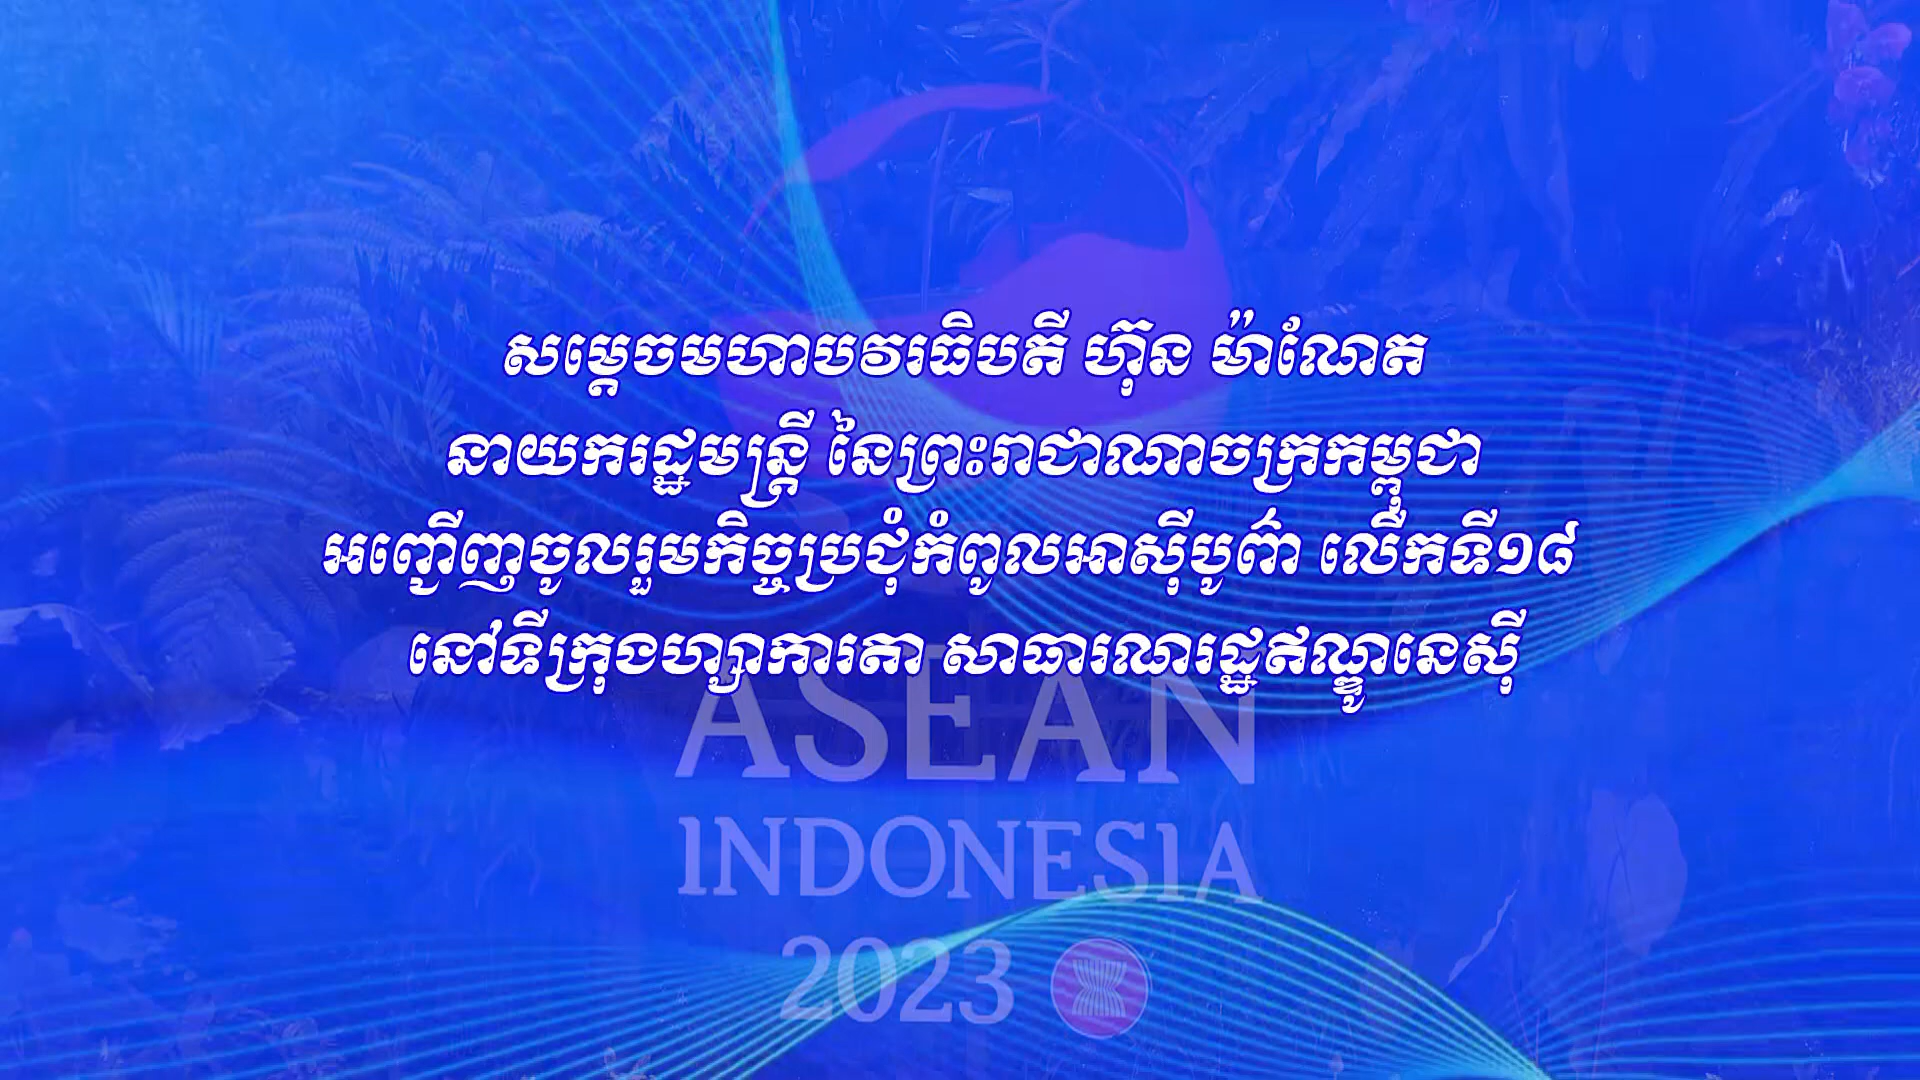 សម្តេចមហាបវរធិបតី ហ៊ុន ម៉ាណែត
នាយករដ្ឋមន្ត្រី នៃព្រះរាជាណាចក្រកម្ពុជា
អញ្ជើញចូលរួមកិច្ចប្រជុំកំពូលអាស៊ីបូព៌ា លើកទី១៨
នៅទីក្រុងហ្សាការតា សាធារណរដ្ឋឥណ្ឌូនេស៊ី
ASEAN
INDONESIA
2023